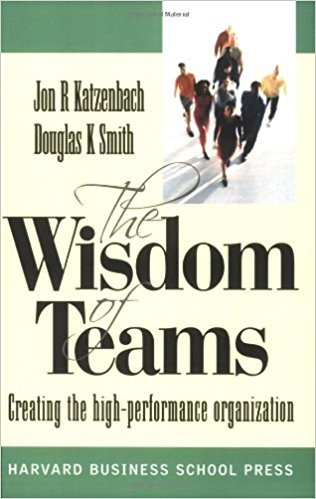 Jon R Katzenbach
Douglas K Smith
The
Wisdom
of
Teams
Creating the high-performance organization
HARVARD BUSINESS SCHOOL PRESS